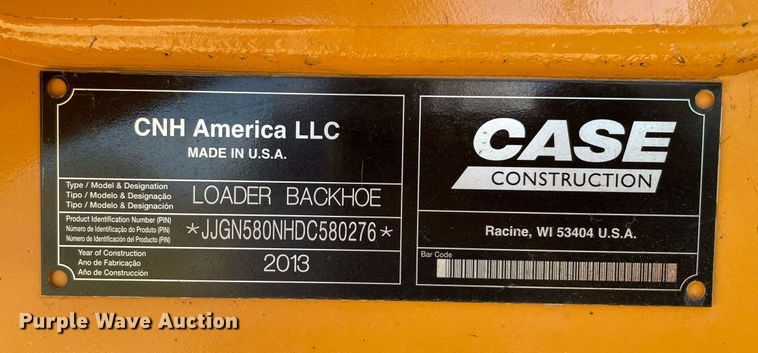 CNH America LLC
MADE IN U.S.A.
Type / Model & Designation
Tipo / Modelo & Designação
Tipo / Modelo & Designación
LOADER BACKHOE
Product Identification Number (PIN)
Número de Identificação do Produto (PIN)
Número de Identificación del Producto (PIN)
*JJGN580NHDC580276*
Year of Construction
Ano de Fabricação
Año de Construcción
2013
CASE
CONSTRUCTION
Racine, WI 53404 U.S.A.
Bar Code
Purple Wave Auction